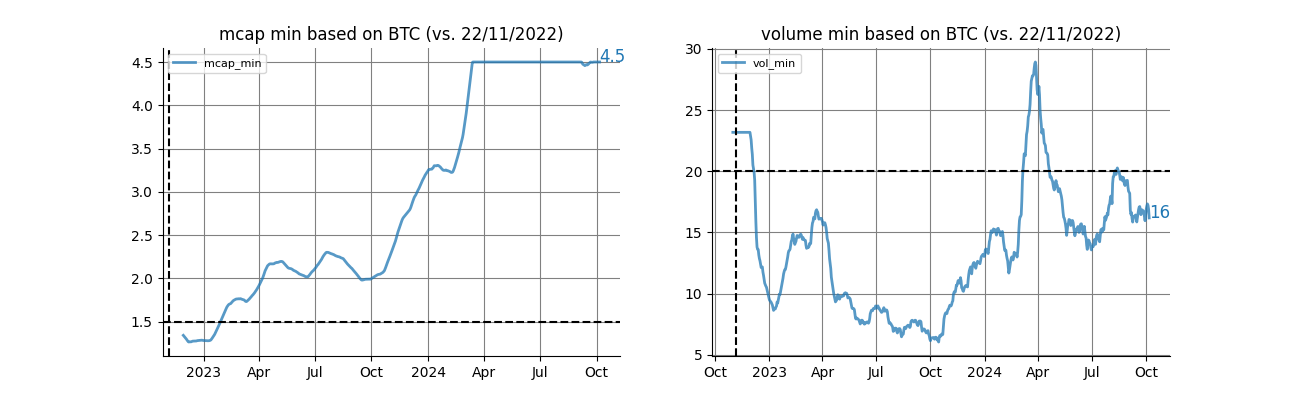 mcap min based on BTC (vs. 22/11/2022)
mcap_min
4.5
4.5
4.0
3.5
3.0
2.5
2.0
1.5
2023 Apr Jul Oct 2024 Apr Jul Oct
volume min based on BTC (vs. 22/11/2022)
vol_min
30
25
20
15
10
5
16
Oct 2023 Apr Jul Oct 2024 Apr Jul Oct